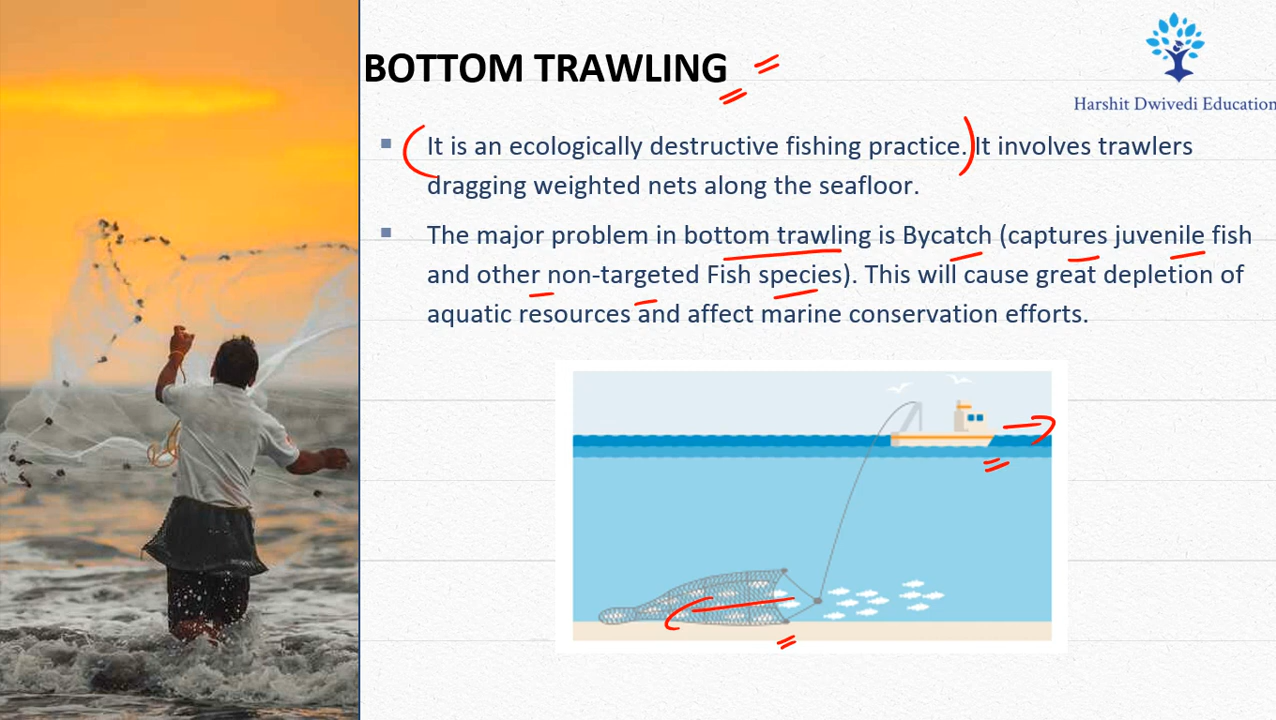 BOTTOM TRAWLING
Harshit Dwivedi Education
It is an ecologically destructive fishing practice. It involves trawlers
dragging weighted nets along the seafloor.
The major problem in bottom trawling is Bycatch (captures juvenile fish
and other non-targeted Fish species). This will cause great depletion of
aquatic resources and affect marine conservation efforts.